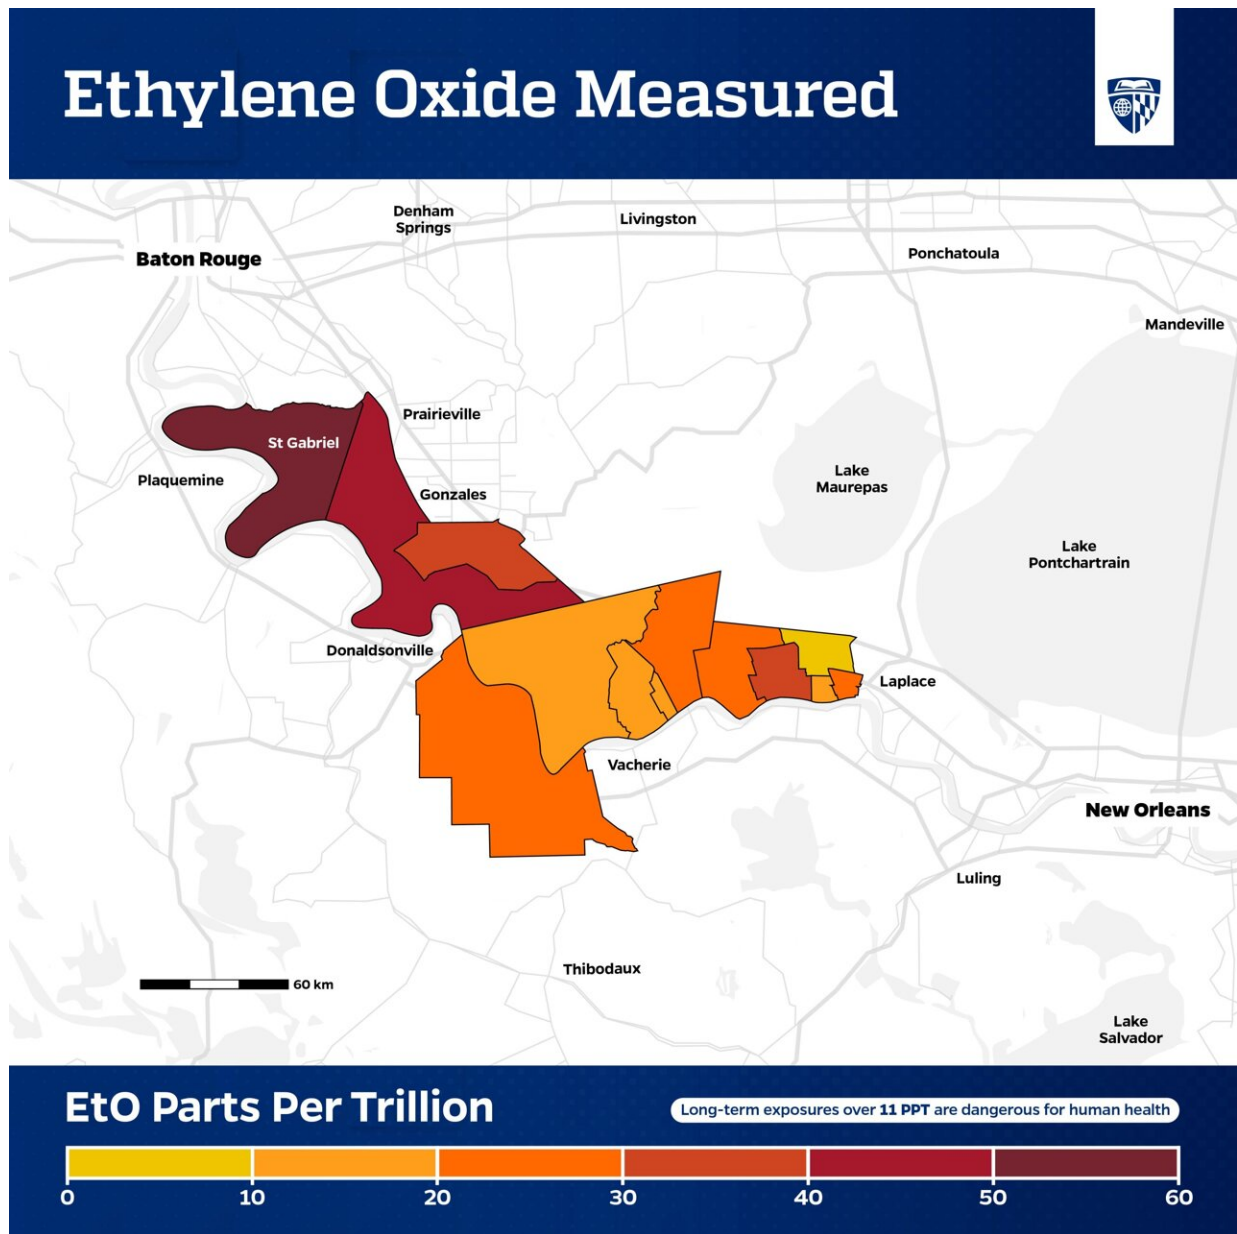 Ethylene Oxide Measured
Denham
Springs
Livingston
Baton Rouge
Ponchatoula
Mandeville
Prairieville
St Gabriel
Plaquemine
Gonzales
Lake
Maurepas
Lake
Pontchartrain
Donaldsonville
Laplace
Vacherie
New Orleans
Luling
Thibodaux
60 km
Lake
Salvador
EtO Parts Per Trillion
Long-term exposures over 11 PPT are dangerous for human health
0 10 20 30 40 50 60